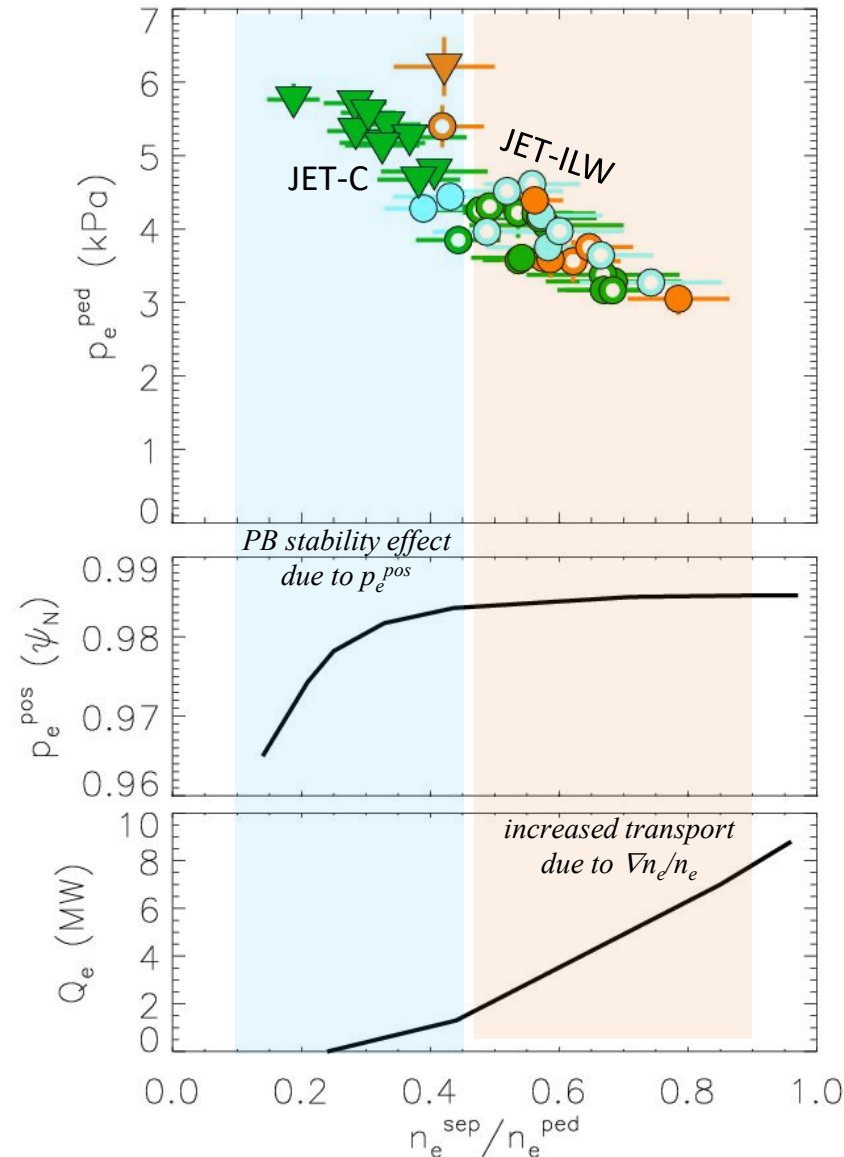 7
6
5
4
3
2
1
0
p_e^ped (kPa)
JET-C
JET-ILW
PB stability effect
due to p_e^pos
0.99
0.98
0.97
0.96
p_e^pos (ψ_N)
increased transport
due to ∇n_e/n_e
10
8
6
4
2
0
Q_e (MW)
0.0 0.2 0.4 0.6 0.8 1.0
n_e^sep/n_e^ped